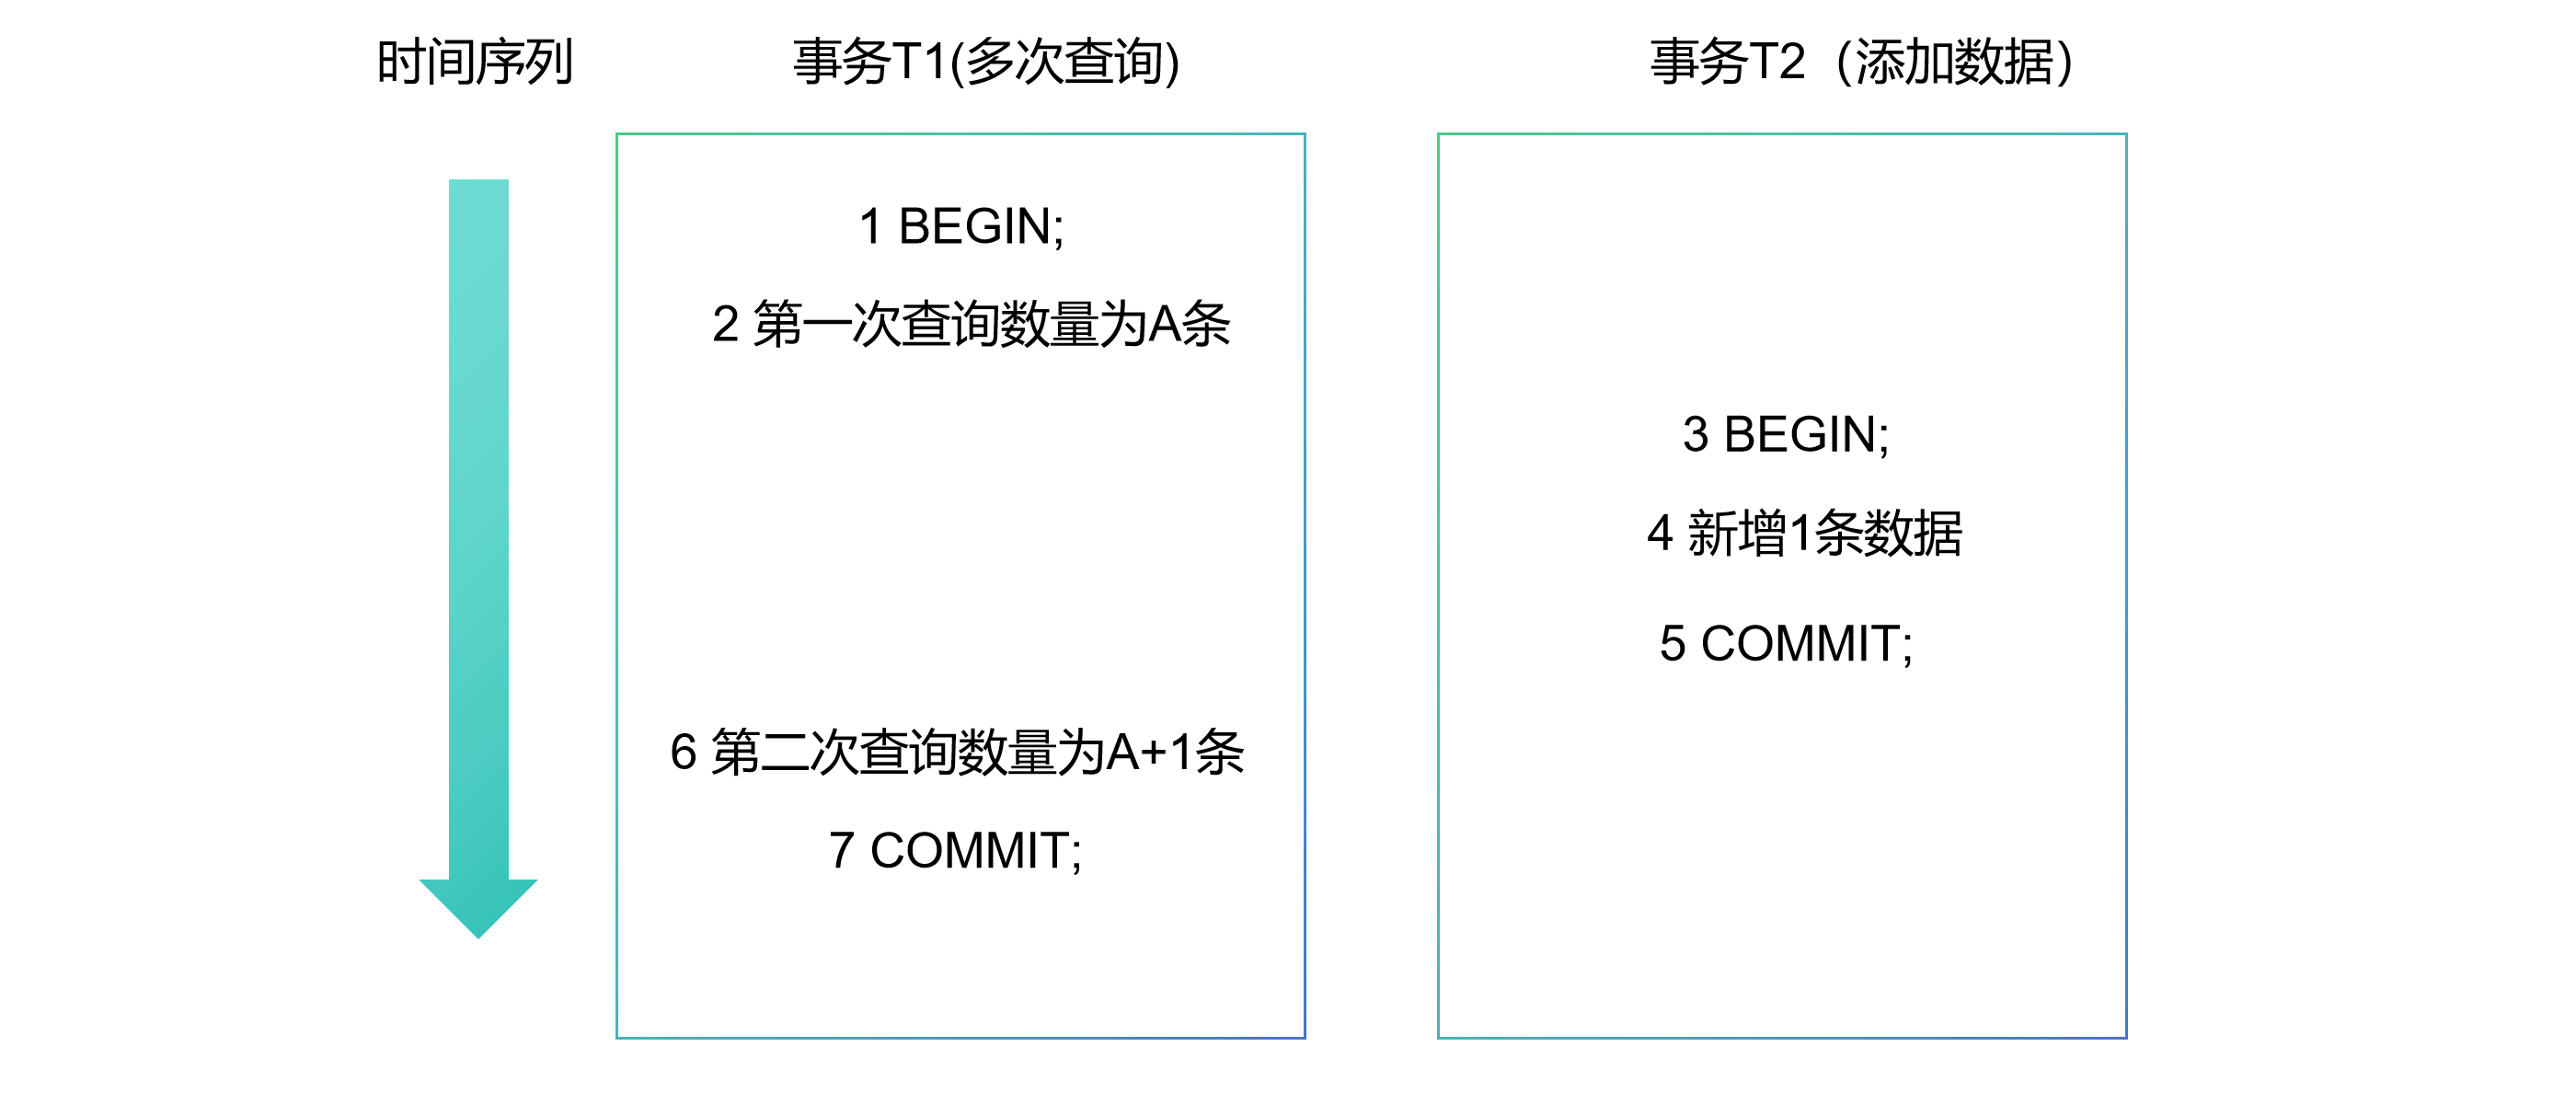 时间序列
事务T1(多次查询)
事务T2（添加数据）
1 BEGIN;
2 第一次查询数量为A条
3 BEGIN;
4 新增1条数据
5 COMMIT;
6 第二次查询数量为A+1条
7 COMMIT;